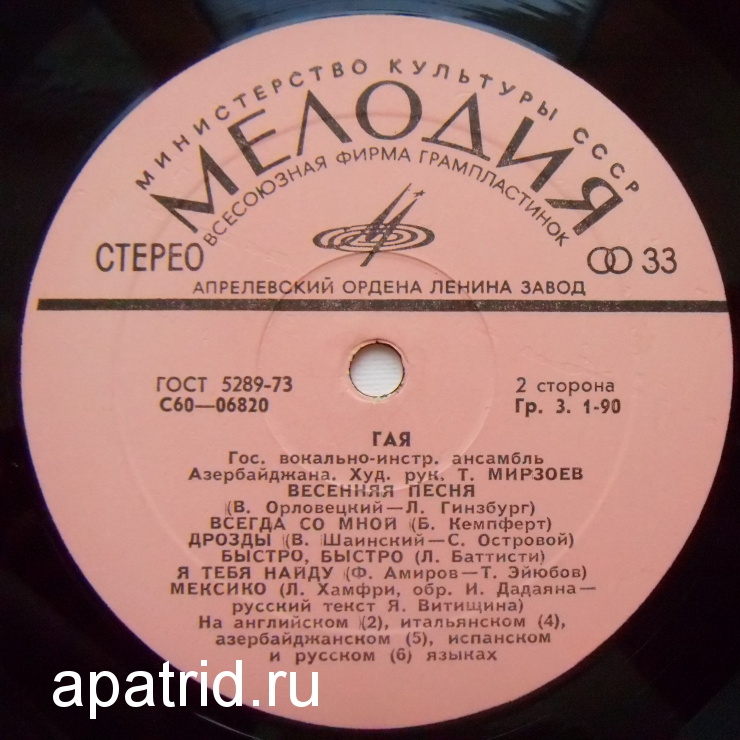 МИНИСТЕРСТВО КУЛЬТУРЫ СССР
МЕЛОДИЯ
ВСЕСОЮЗНАЯ ФИРМА ГРАМПЛАСТИНОК
СТЕРЕО
33
АПРЕЛЕВСКИЙ ОРДЕНА ЛЕНИНА ЗАВОД
ГОСТ 5289-73
2 сторона
С60—06820
Гр. 3. 1-90
ГАЯ
Гос. вокально-инстр. ансамбль
Азербайджана. Худ. рук. Т. МИРЗОЕВ
ВЕСЕННЯЯ ПЕСНЯ
(В. Орловецкий—Л. Гинзбург)
ВСЕГДА СО МНОЙ (Б. Кемпферт)
ДРОЗДЫ (В. Шаинский—С. Островой)
БЫСТРО, БЫСТРО (Л. Баттисти)
Я ТЕБЯ НАЙДУ (Ф. Амиров—Т. Эйюбов)
МЕКСИКО (Л. Хамфри, обр. И. Дадаяна—
русский текст Я. Витищина)
На английском (2), итальянском (4),
азербайджанском (5), испанском
и русском (6) языках
apatrid.ru